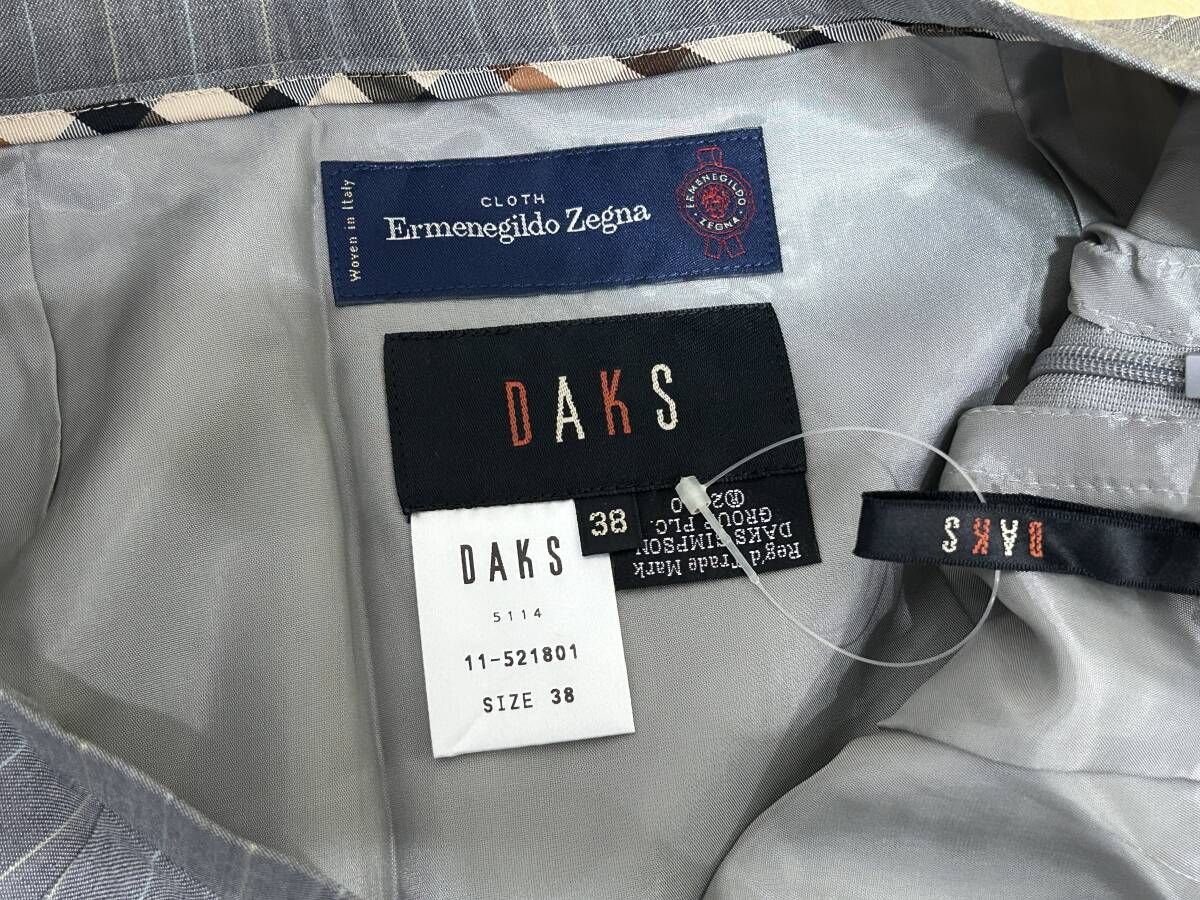 Woven in Italy
CLOTH
Ermenegildo Zegna
ERMENEGILDO
ZEGNA
DAKS
38
Reg'd Trade Mark
DAKS SIMPSON
GROUP PLC.
DAKS
5114
11-521801
SIZE 38
DAKS